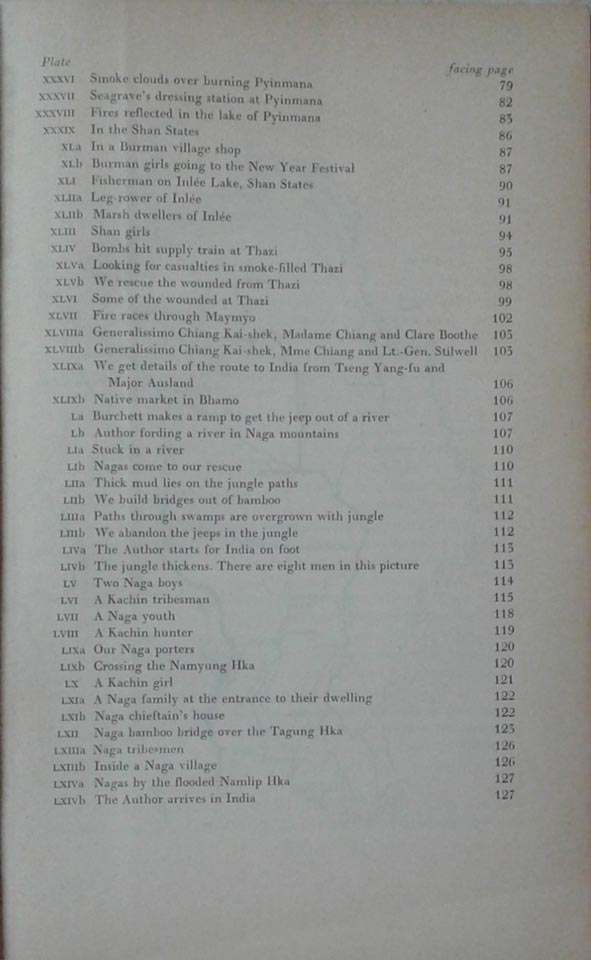 Plate facing page
XXXVI Smoke clouds over burning Pyinmana 79
XXXVII Seagrave's dressing station at Pyinmana 82
XXXVIII Fires reflected in the lake of Pyinmana 83
XXXIX In the Shan States 86
XLa In a Burman village shop 87
XLb Burman girls going to the New Year Festival 87
XLI Fisherman on Inlée Lake, Shan States 90
XLIIa Leg-rower of Inlée 91
XLIIb Marsh dwellers of Inlée 91
XLIII Shan girls 94
XLIV Bombs hit supply train at Thazi 95
XLVa Looking for casualties in smoke-filled Thazi 98
XLVb We rescue the wounded from Thazi 98
XLVI Some of the wounded at Thazi 99
XLVII Fire races through Maymyo 102
XLVIIIa Generalissimo Chiang Kai-shek, Madame Chiang and Clare Boothe 103
XLVIIIb Generalissimo Chiang Kai-shek, Mme Chiang and Lt.-Gen. Stilwell 103
XLIXa We get details of the route to India from Tseng Yang-fu and
Major Ausland 106
XLIXb Native market in Bhamo 106
La Burchett makes a ramp to get the jeep out of a river 107
Lb Author fording a river in Naga mountains 107
LIa Stuck in a river 110
LIb Nagas come to our rescue 110
LIIa Thick mud lies on the jungle paths 111
LIIb We build bridges out of bamboo 111
LIIIa Paths through swamps are overgrown with jungle 112
LIIIb We abandon the jeeps in the jungle 112
LIVa The Author starts for India on foot 113
LIVb The jungle thickens. There are eight men in this picture 113
LV Two Naga boys 114
LVI A Kachin tribesman 115
LVII A Naga youth 118
LVIII A Kachin hunter 119
LIXa Our Naga porters 120
LIXb Crossing the Namyung Hka 120
LX A Kachin girl 121
LXIa A Naga family at the entrance to their dwelling 122
LXIb Naga chieftain's house 122
LXII Naga bamboo bridge over the Tagung Hka 123
LXIIIa Naga tribesmen 126
LXIIIb Inside a Naga village 126
LXIVa Nagas by the flooded Namlip Hka 127
LXIVb The Author arrives in India 127